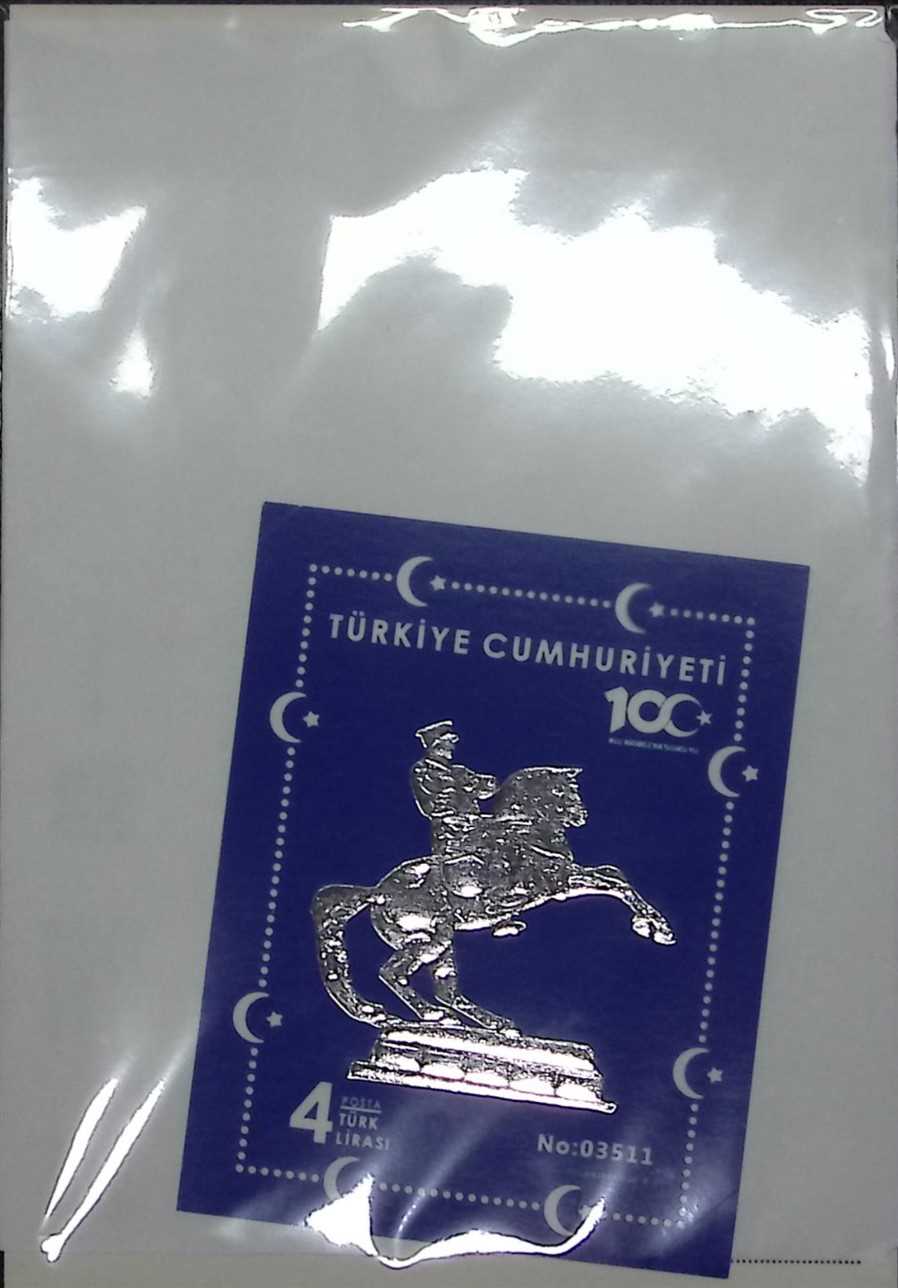 TÜRKİYE CUMHURİYETİ
100
4 POSTA
TÜRK
LİRASI
No:03511